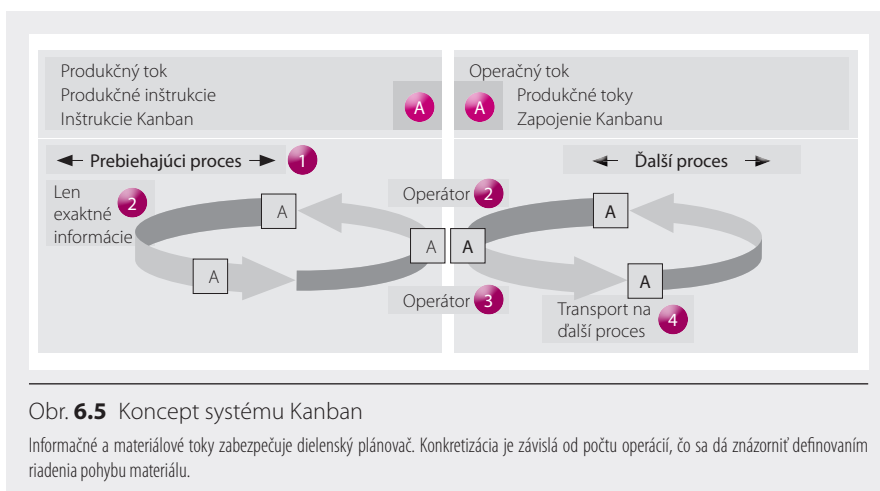 Produkčný tok
Produkčné inštrukcie
Inštrukcie Kanban
A
A
Operačný tok
Produkčné toky
Zapojenie Kanbanu
Prebiehajúci proces
1
Ďalší proces
Len
exaktné
informácie
2
A
A
Operátor 2
A
A
Operátor 3
A
A
Transport na
ďalší proces
4
Obr. 6.5 Koncept systému Kanban
Informačné a materiálové toky zabezpečuje dielenský plánovač. Konkretizácia je závislá od počtu operácií, čo sa dá znázorniť definovaním
riadenia pohybu materiálu.